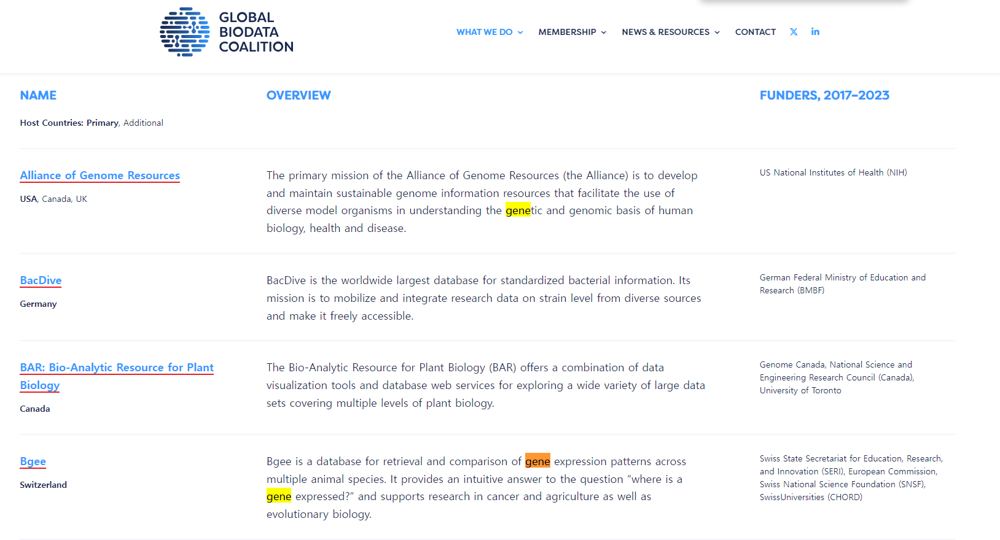 GLOBAL
BIODATA
COALITION
WHAT WE DO
MEMBERSHIP
NEWS & RESOURCES
CONTACT
X
in
NAME
OVERVIEW
FUNDERS, 2017–2023
Host Countries: Primary, Additional
Alliance of Genome Resources
USA, Canada, UK
The primary mission of the Alliance of Genome Resources (the Alliance) is to develop
and maintain sustainable genome information resources that facilitate the use of
diverse model organisms in understanding the genetic and genomic basis of human
biology, health and disease.
US National Institutes of Health (NIH)
BacDive
Germany
BacDive is the worldwide largest database for standardized bacterial information. Its
mission is to mobilize and integrate research data on strain level from diverse sources
and make it freely accessible.
German Federal Ministry of Education and
Research (BMBF)
BAR: Bio-Analytic Resource for Plant
Biology
Canada
The Bio-Analytic Resource for Plant Biology (BAR) offers a combination of data
visualization tools and database web services for exploring a wide variety of large data
sets covering multiple levels of plant biology.
Genome Canada, National Science and
Engineering Research Council (Canada),
University of Toronto
Bgee
Switzerland
Bgee is a database for retrieval and comparison of gene expression patterns across
multiple animal species. It provides an intuitive answer to the question “where is a
gene expressed?” and supports research in cancer and agriculture as well as
evolutionary biology.
Swiss State Secretariat for Education, Research,
and Innovation (SERI), European Commission,
Swiss National Science Foundation (SNSF),
SwissUniversities (CHORD)